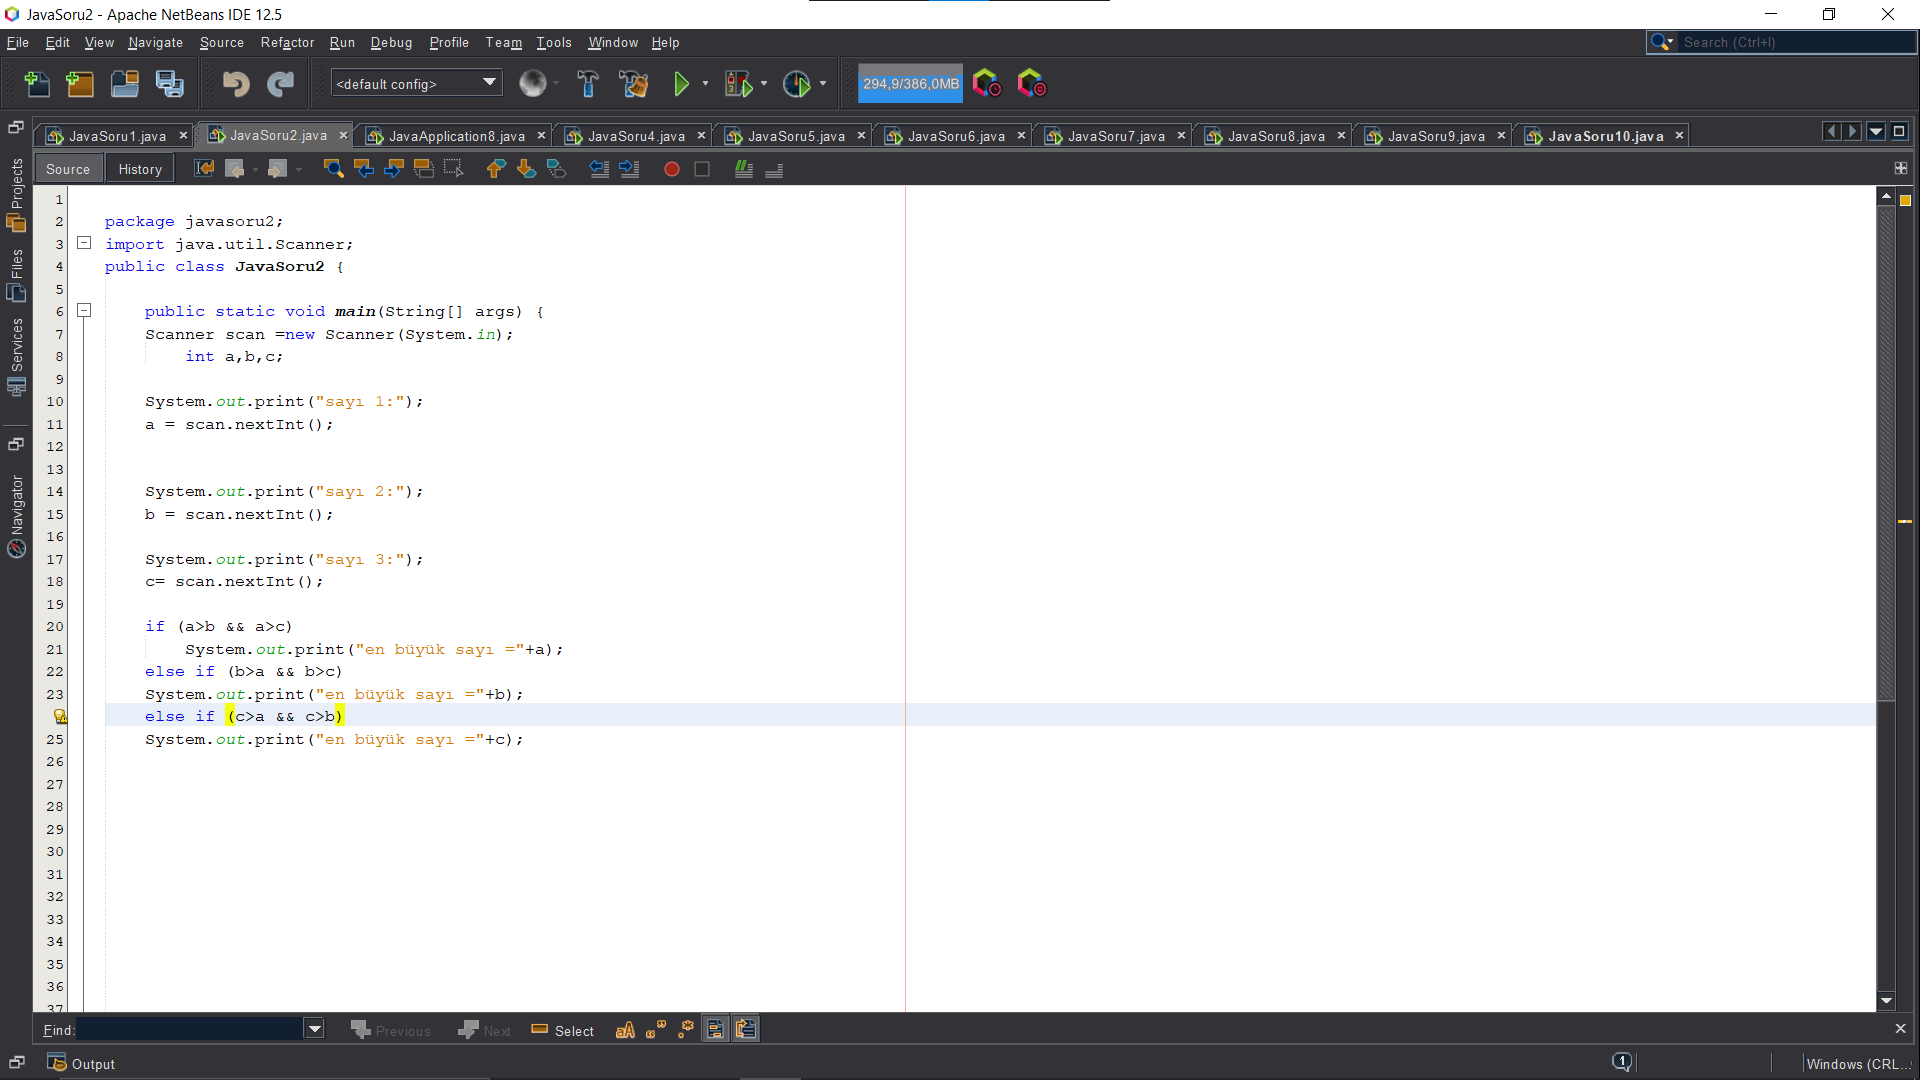 JavaSoru2 - Apache NetBeans IDE 12.5
File Edit View Navigate Source Refactor Run Debug Profile Team Tools Window Help
Search (Ctrl+I)
<default config>
294,9/386,0MB
JavaSoru1.java JavaSoru2.java JavaApplication8.java JavaSoru4.java JavaSoru5.java JavaSoru6.java JavaSoru7.java JavaSoru8.java JavaSoru9.java JavaSoru10.java
Source History
Projects
Files
Services
Navigator
1
2 package javasoru2;
3 import java.util.Scanner;
4 public class JavaSoru2 {
5
6 public static void main(String[] args) {
7 Scanner scan =new Scanner(System.in);
8 int a,b,c;
9
10 System.out.print("sayı 1:");
11 a = scan.nextInt();
12
13
14 System.out.print("sayı 2:");
15 b = scan.nextInt();
16
17 System.out.print("sayı 3:");
18 c= scan.nextInt();
19
20 if (a>b && a>c)
21 System.out.print("en büyük sayı ="+a);
22 else if (b>a && b>c)
23 System.out.print("en büyük sayı ="+b);
else if (c>a && c>b)
25 System.out.print("en büyük sayı ="+c);
26
27
28
29
30
31
32
33
34
35
36
37
Find: Previous Next Select
Output
1
Windows (CRL...